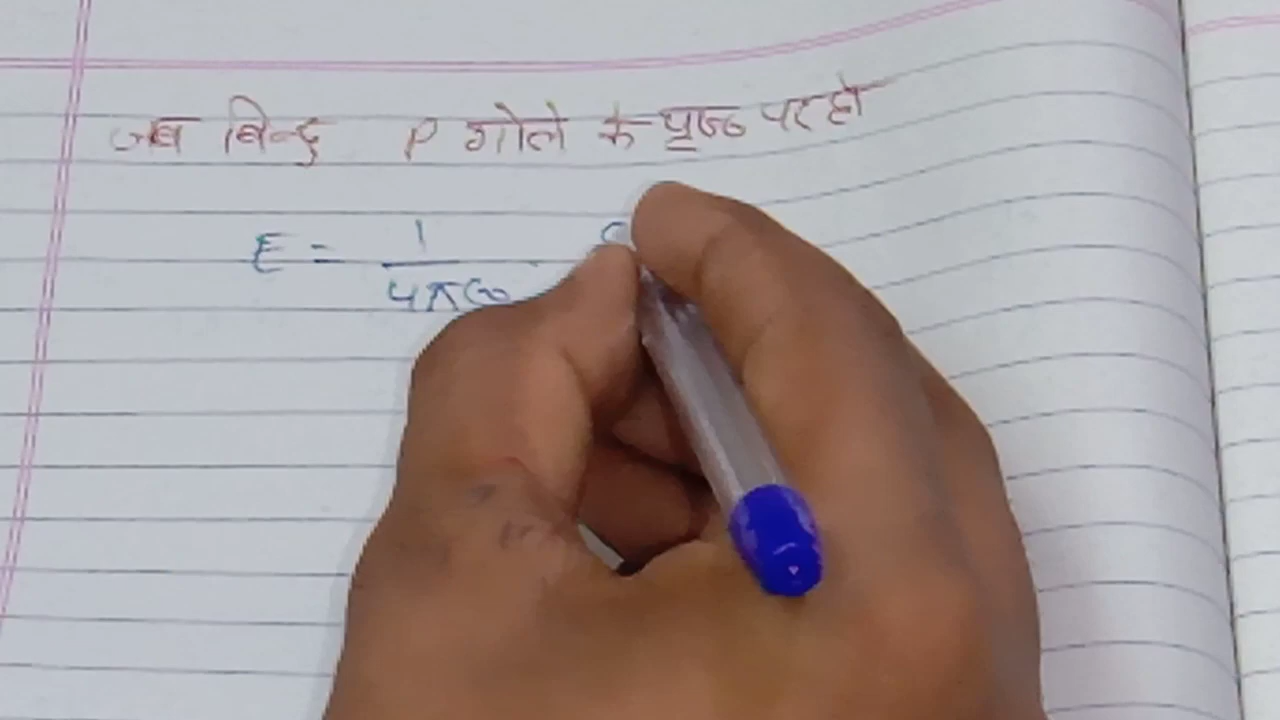 जब बिन्दु P गोले के पृष्ठ पर हो
E = 1/4πε₀ ·